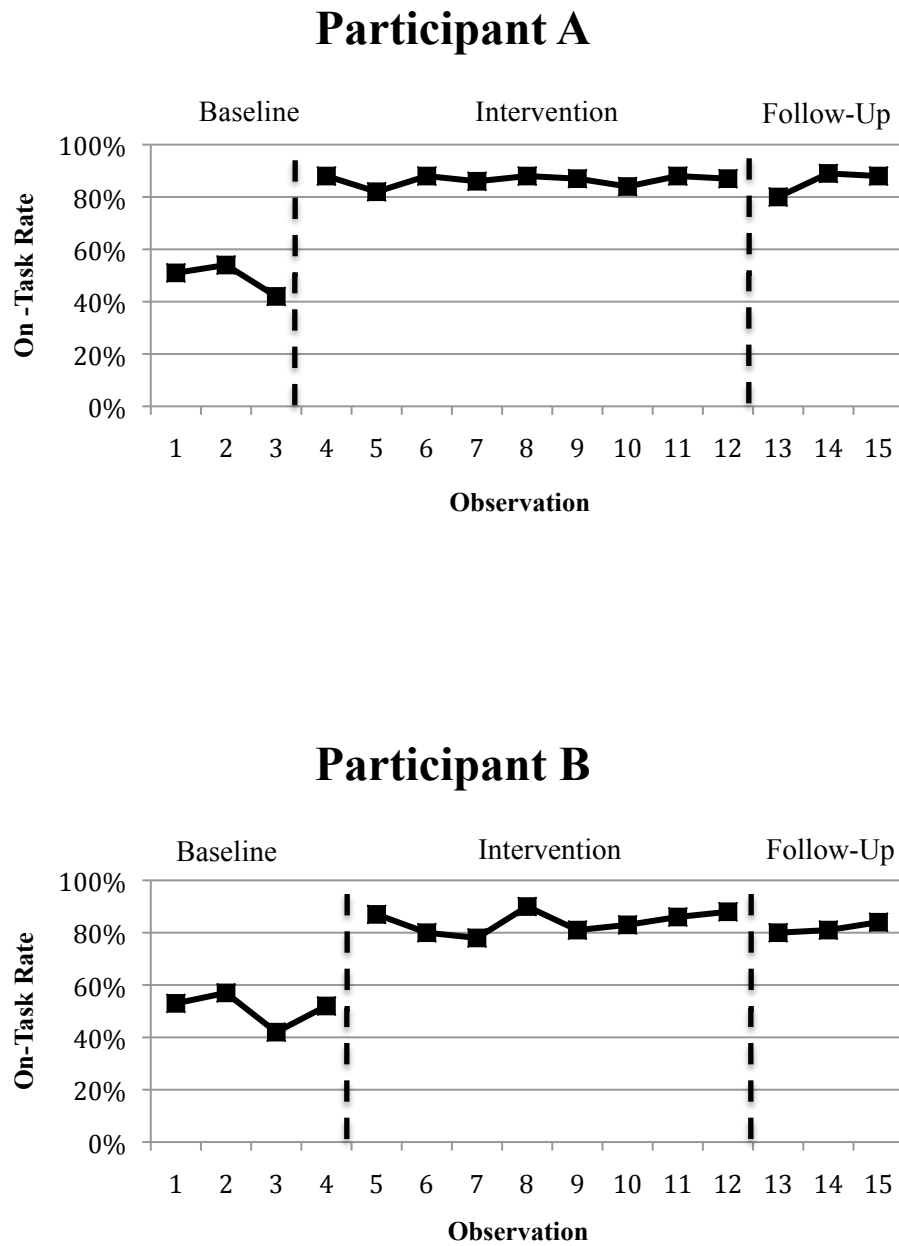 Participant A
Baseline Intervention Follow-Up
100%
80%
60%
40%
20%
0%
On -Task Rate
1 2 3 4 5 6 7 8 9 10 11 12 13 14 15
Observation
Participant B
Baseline Intervention Follow-Up
100%
80%
60%
40%
20%
0%
On-Task Rate
1 2 3 4 5 6 7 8 9 10 11 12 13 14 15
Observation